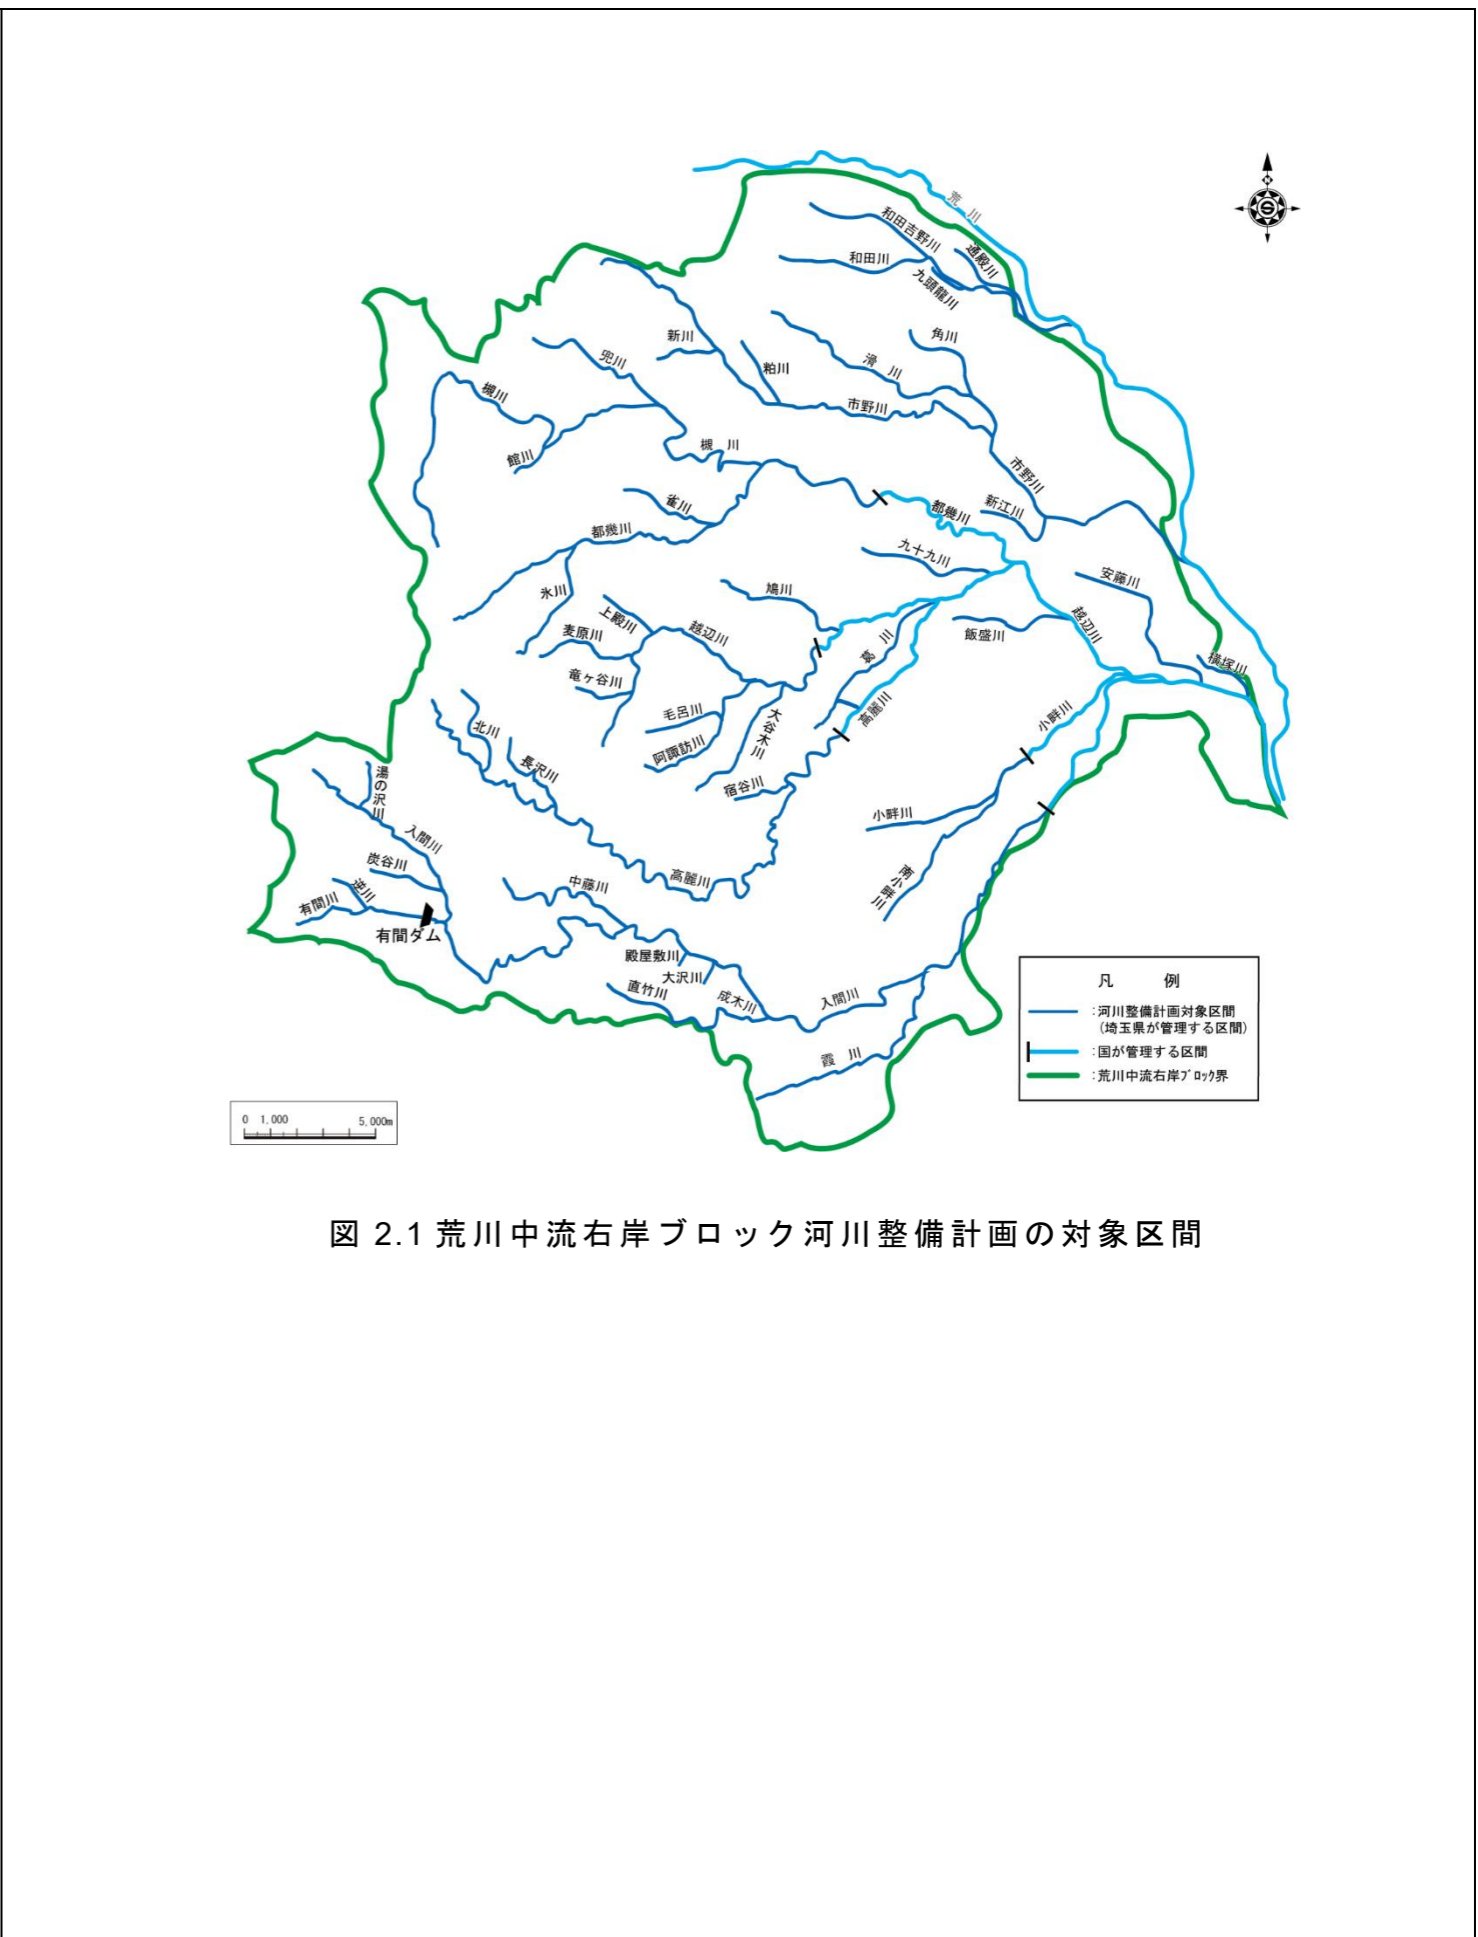 荒川
和田吉野川
通殿川
和田川
九頭龍川
新川
角川
兜川
粕川
滑川
槻川
市野川
槻川
館川
市野川
雀川
都幾川
新江川
都幾川
九十九川
安藤川
氷川
鳩川
上殿川
越辺川
越辺川
麦原川
飯盛川
横塚川
竜ヶ谷川
毛呂川
高麗川
小畔川
北川
大谷木川
阿諏訪川
長沢川
宿谷川
湯の沢川
小畔川
入間川
炭谷川
南小畔川
高麗川
中藤川
逆川
有間川
有間ダム
殿屋敷川
大沢川
直竹川
成木川
入間川
霞川
凡例
:河川整備計画対象区間
(埼玉県が管理する区間)
:国が管理する区間
:荒川中流右岸ブロック界
0 1,000 5,000m
図 2.1 荒川中流右岸ブロック河川整備計画の対象区間